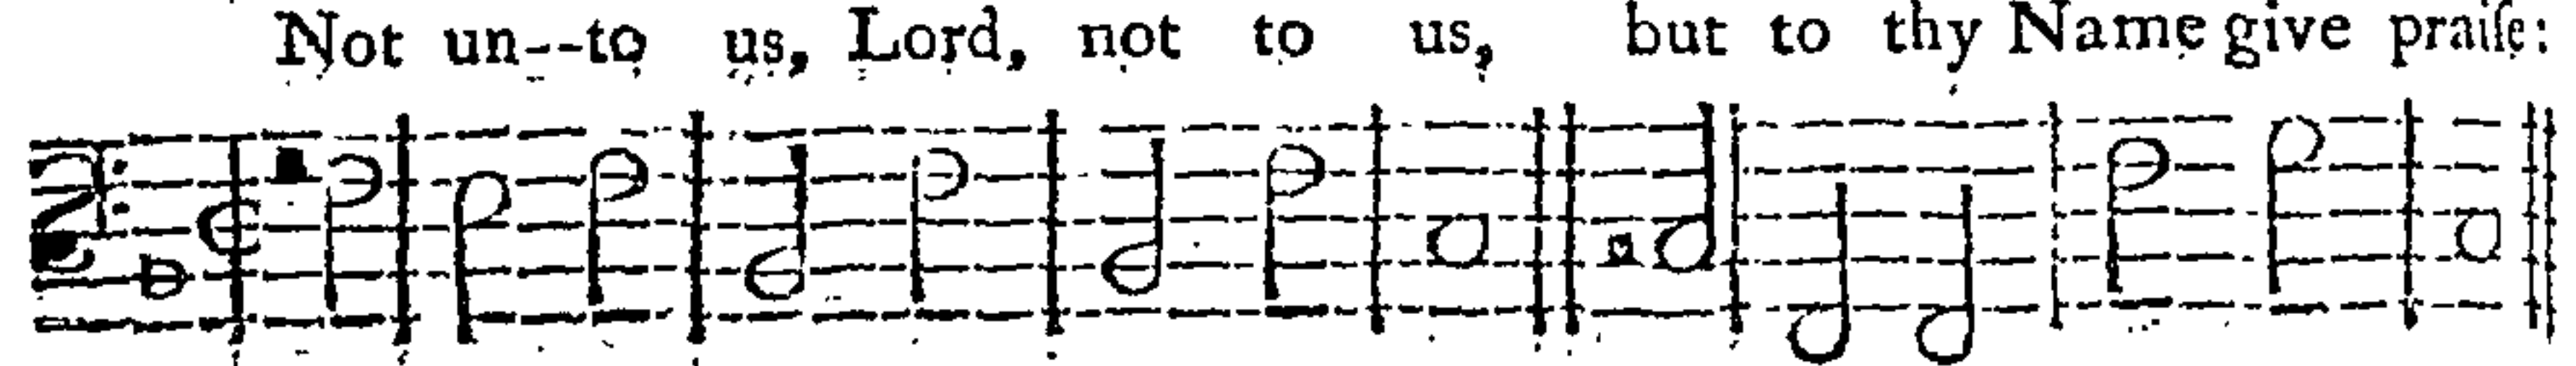 Not un--to us, Lord, not to us, but to thy Name give praiſe: